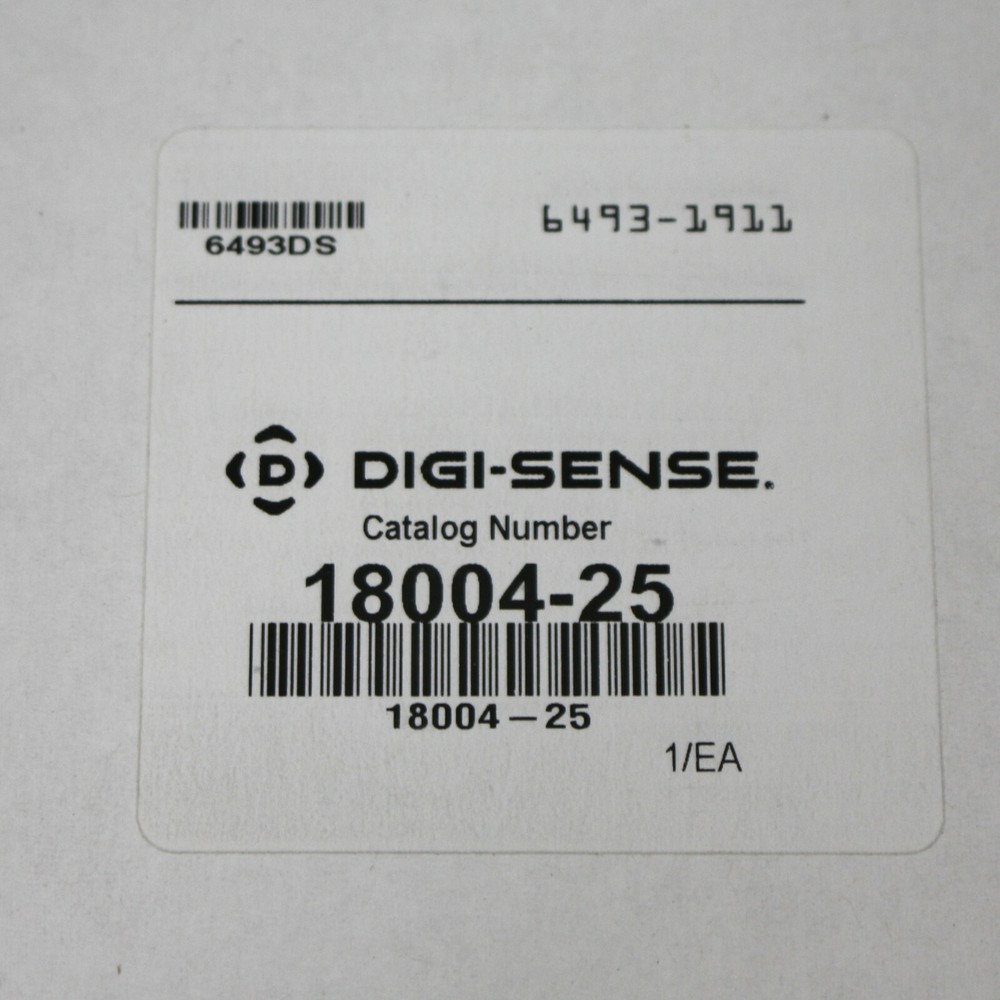 6493DS
6493-1911
D DIGI-SENSE.
Catalog Number
18004-25
18004-25
1/EA